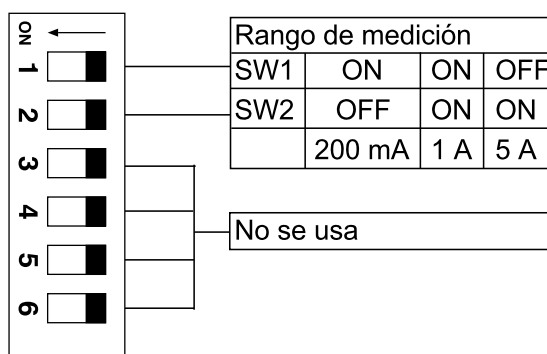 ON
1
2
3
4
5
6
Rango de medición
SW1 ON ON OFF
SW2 OFF ON ON
200 mA 1 A 5 A
No se usa